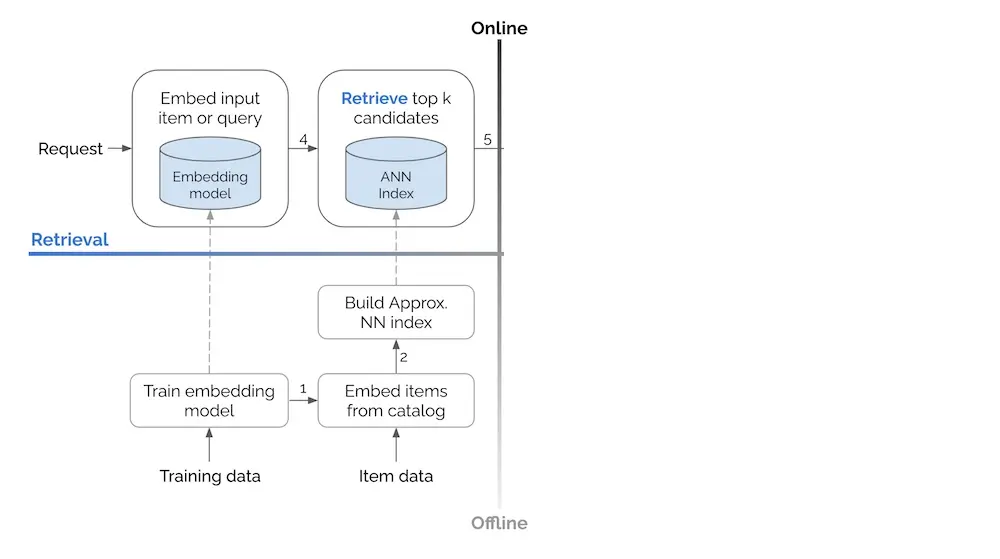 Online
Embed input
item or query
Retrieve top k
candidates
Request
4
5
Embedding
model
ANN
Index
Retrieval
Build Approx.
NN index
2
Train embedding
model
1
Embed items
from catalog
Training data
Item data
Offline